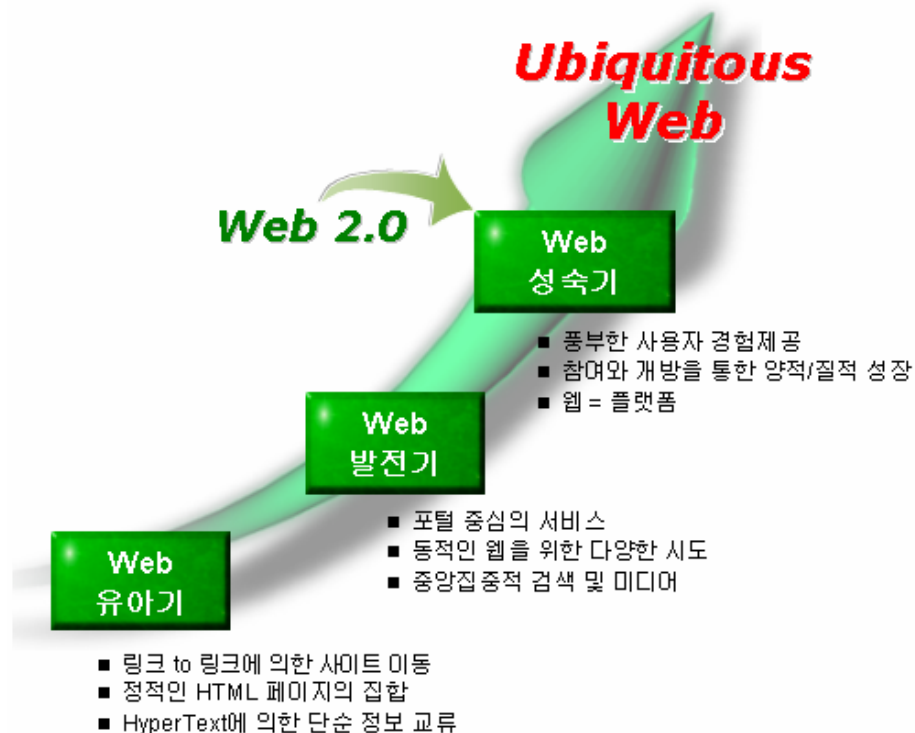 Ubiquitous
Web
Web 2.0
Web
성숙기
■ 풍부한 사용자 경험제공
■ 참여와 개방을 통한 양적/질적 성장
■ 웹 = 플랫폼
Web
발전기
■ 포털 중심의 서비스
■ 동적인 웹을 위한 다양한 시도
■ 중앙집중적 검색 및 미디어
Web
유아기
■ 링크 to 링크에 의한 사이트 이동
■ 정적인 HTML 페이지의 집합
■ HyperText에 의한 단순 정보 교류